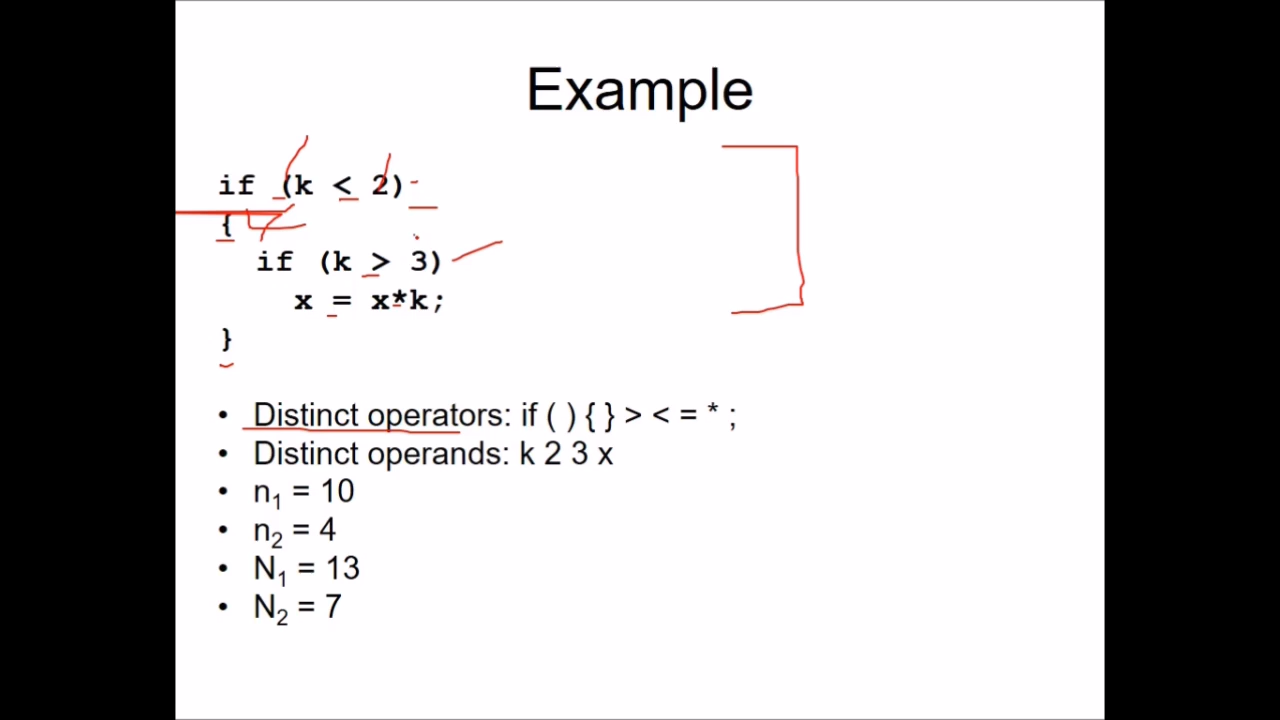 Example
if (k < 2)
{
if (k > 3)
x = x*k;
}
• Distinct operators: if ( ) { } > < = * ;
• Distinct operands: k 2 3 x
• n₁ = 10
• n₂ = 4
• N₁ = 13
• N₂ = 7